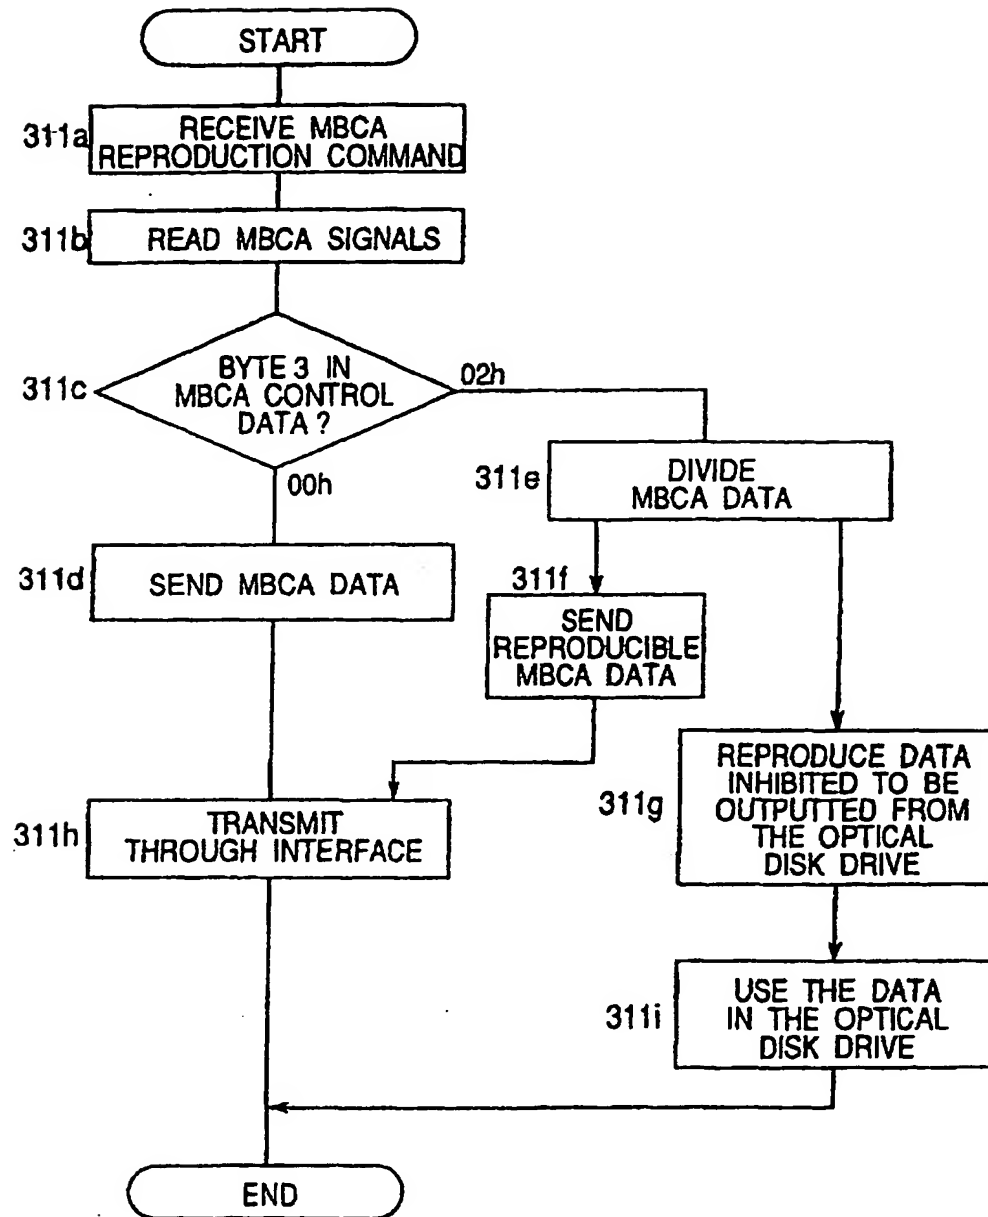 START
311a
RECEIVE MBCA
REPRODUCTION COMMAND
311b
READ MBCA SIGNALS
311c
BYTE 3 IN
MBCA CONTROL
DATA ?
02h
00h
311e
DIVIDE
MBCA DATA
311d
SEND MBCA DATA
311f
SEND
REPRODUCIBLE
MBCA DATA
311g
REPRODUCE DATA
INHIBITED TO BE
OUTPUTTED FROM
THE OPTICAL
DISK DRIVE
311h
TRANSMIT
THROUGH INTERFACE
311i
USE THE DATA
IN THE OPTICAL
DISK DRIVE
END